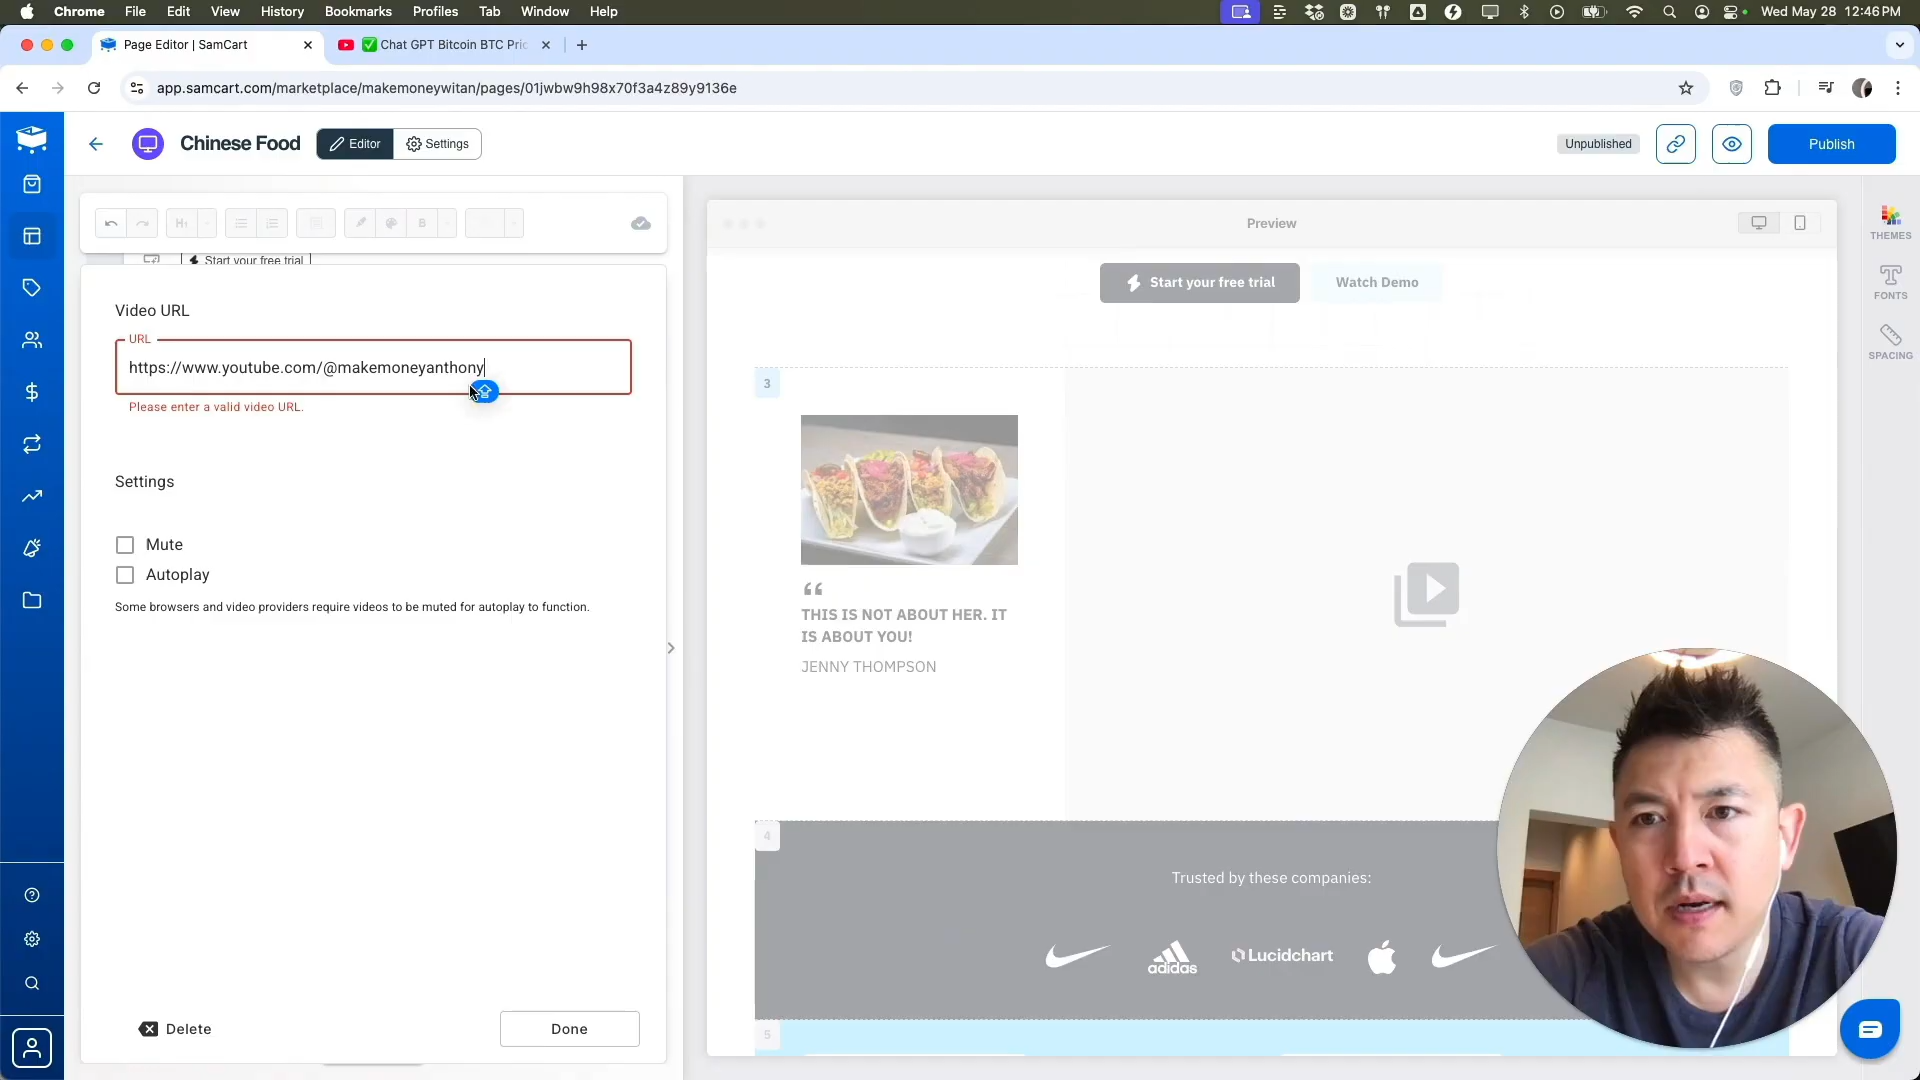 Chrome File Edit View History Bookmarks Profiles Tab Window Help
Wed May 28 12:46 PM
Page Editor | SamCart
Chat GPT Bitcoin BTC Pric
app.samcart.com/marketplace/makemoneywitan/pages/01jwbw9h98x70f3a4z89y9136e
Chinese Food
Editor
Settings
Unpublished
Publish
H1
B
Start your free trial
Video URL
URL
https://www.youtube.com/@makemoneyanthony
Please enter a valid video URL.
Settings
Mute
Autoplay
Some browsers and video providers require videos to be muted for autoplay to function.
Delete
Done
Preview
Start your free trial
Watch Demo
3
“
THIS IS NOT ABOUT HER. IT
IS ABOUT YOU!
JENNY THOMPSON
4
Trusted by these companies:
adidas
Lucidchart
5
THEMES
FONTS
SPACING